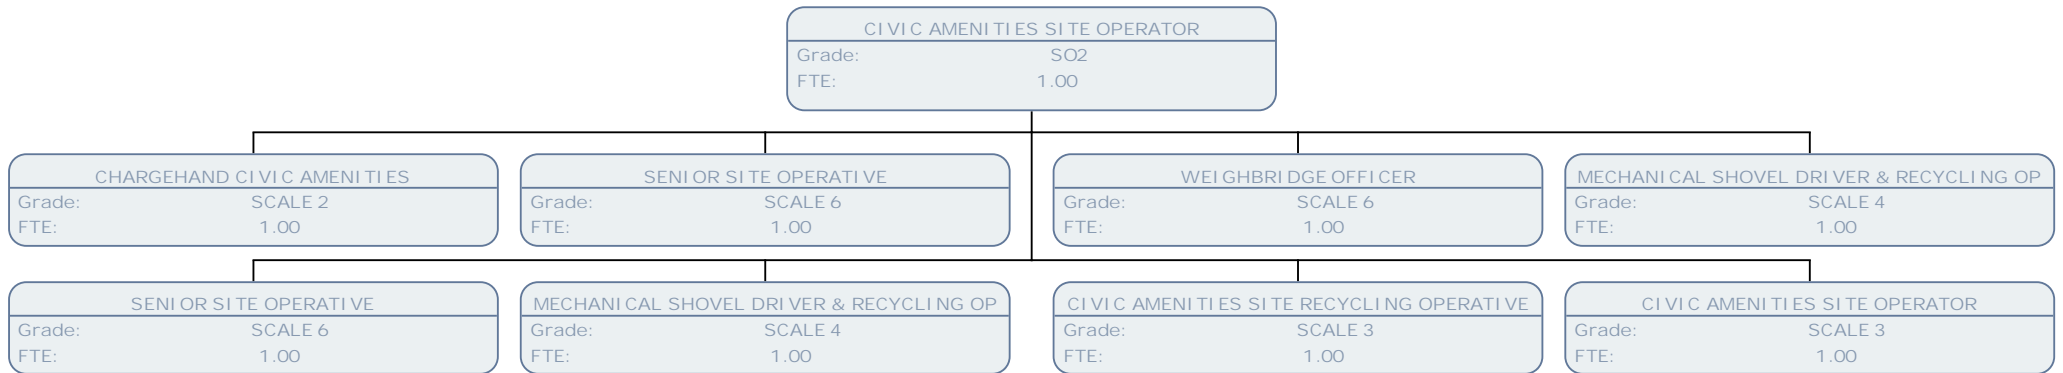 CIVIC AMENITIES SITE OPERATOR
Grade: SO2
FTE: 1.00
CHARGEHAND CIVIC AMENITIES
Grade: SCALE 2
FTE: 1.00
SENIOR SITE OPERATIVE
Grade: SCALE 6
FTE: 1.00
WEIGHBRIDGE OFFICER
Grade: SCALE 6
FTE: 1.00
MECHANICAL SHOVEL DRIVER & RECYCLING OP
Grade: SCALE 4
FTE: 1.00
SENIOR SITE OPERATIVE
Grade: SCALE 6
FTE: 1.00
MECHANICAL SHOVEL DRIVER & RECYCLING OP
Grade: SCALE 4
FTE: 1.00
CIVIC AMENITIES SITE RECYCLING OPERATIVE
Grade: SCALE 3
FTE: 1.00
CIVIC AMENITIES SITE OPERATOR
Grade: SCALE 3
FTE: 1.00